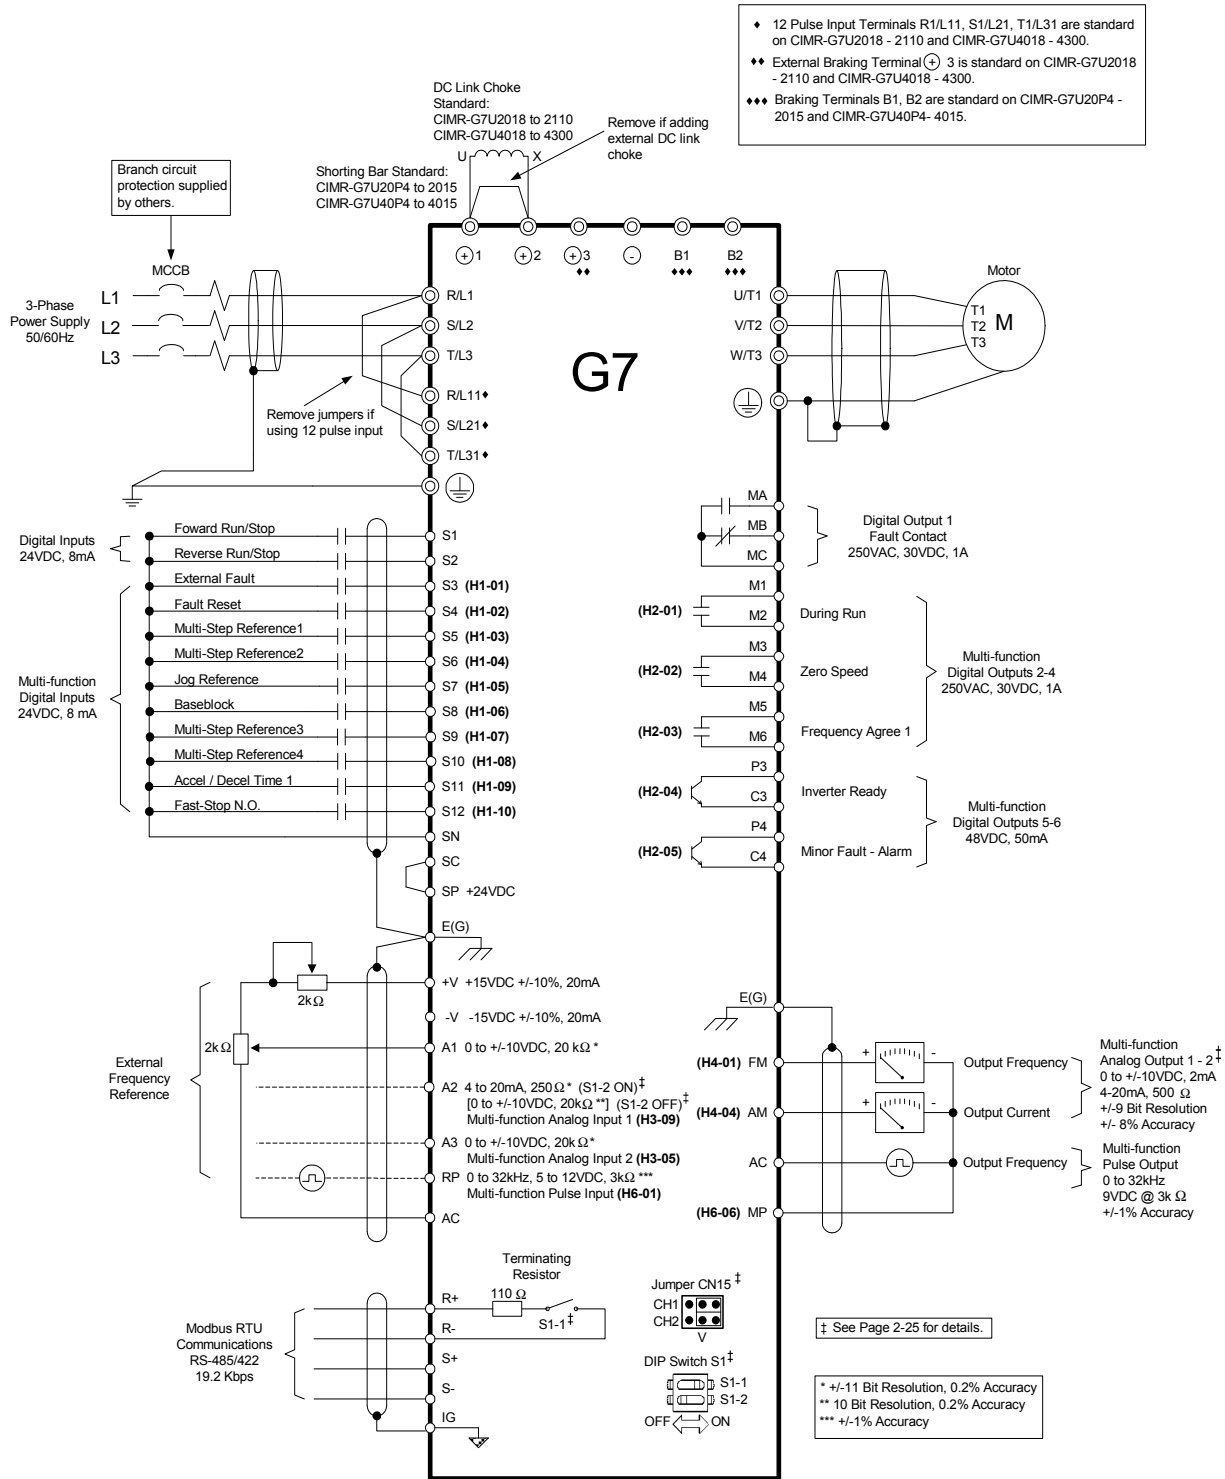 ♦ 12 Pulse Input Terminals R1/L11, S1/L21, T1/L31 are standard
on CIMR-G7U2018 - 2110 and CIMR-G7U4018 - 4300.
♦♦ External Braking Terminal (+) 3 is standard on CIMR-G7U2018
- 2110 and CIMR-G7U4018 - 4300.
♦♦♦ Braking Terminals B1, B2 are standard on CIMR-G7U20P4 -
2015 and CIMR-G7U40P4- 4015.
DC Link Choke
Standard:
CIMR-G7U2018 to 2110
CIMR-G7U4018 to 4300
Remove if adding
external DC link
choke
U X
Shorting Bar Standard:
CIMR-G7U20P4 to 2015
CIMR-G7U40P4 to 4015
Branch circuit
protection supplied
by others.
MCCB
3-Phase
Power Supply
50/60Hz
L1
L2
L3
Remove jumpers if
using 12 pulse input
(+) 1
(+) 2
(+) 3
♦♦
(-)
B1
♦♦♦
B2
♦♦♦
R/L1
S/L2
T/L3
R/L11♦
S/L21♦
T/L31♦
G7
U/T1
V/T2
W/T3
Motor
T1
T2
T3
M
Digital Inputs
24VDC, 8mA
Foward Run/Stop
S1
Reverse Run/Stop
S2
Multi-function
Digital Inputs
24VDC, 8 mA
External Fault
S3 (H1-01)
Fault Reset
S4 (H1-02)
Multi-Step Reference1
S5 (H1-03)
Multi-Step Reference2
S6 (H1-04)
Jog Reference
S7 (H1-05)
Baseblock
S8 (H1-06)
Multi-Step Reference3
S9 (H1-07)
Multi-Step Reference4
S10 (H1-08)
Accel / Decel Time 1
S11 (H1-09)
Fast-Stop N.O.
S12 (H1-10)
SN
SC
SP +24VDC
E(G)
MA
MB
MC
Digital Output 1
Fault Contact
250VAC, 30VDC, 1A
M1
(H2-01)
M2
During Run
M3
(H2-02)
M4
Zero Speed
M5
(H2-03)
M6
Frequency Agree 1
Multi-function
Digital Outputs 2-4
250VAC, 30VDC, 1A
P3
(H2-04)
C3
Inverter Ready
P4
(H2-05)
C4
Minor Fault - Alarm
Multi-function
Digital Outputs 5-6
48VDC, 50mA
External
Frequency
Reference
2kΩ
2kΩ
+V +15VDC +/-10%, 20mA
-V -15VDC +/-10%, 20mA
A1 0 to +/-10VDC, 20 kΩ *
A2 4 to 20mA, 250Ω* (S1-2 ON)‡
[0 to +/-10VDC, 20kΩ **] (S1-2 OFF)‡
Multi-function Analog Input 1 (H3-09)
A3 0 to +/-10VDC, 20kΩ*
Multi-function Analog Input 2 (H3-05)
RP 0 to 32kHz, 5 to 12VDC, 3kΩ ***
Multi-function Pulse Input (H6-01)
AC
E(G)
(H4-01) FM
+ -
Output Frequency
(H4-04) AM
+ -
Output Current
AC
Output Frequency
(H6-06) MP
Multi-function
Analog Output 1 - 2‡
0 to +/-10VDC, 2mA
4-20mA, 500 Ω
+/-9 Bit Resolution
+/- 8% Accuracy
Multi-function
Pulse Output
0 to 32kHz
9VDC @ 3k Ω
+/-1% Accuracy
Modbus RTU
Communications
RS-485/422
19.2 Kbps
R+
R-
S+
S-
IG
Terminating
Resistor
110 Ω
S1-1‡
Jumper CN15‡
CH1
CH2
V
DIP Switch S1‡
S1-1
S1-2
OFF ON
‡ See Page 2-25 for details.
* +/-11 Bit Resolution, 0.2% Accuracy
** 10 Bit Resolution, 0.2% Accuracy
*** +/-1% Accuracy